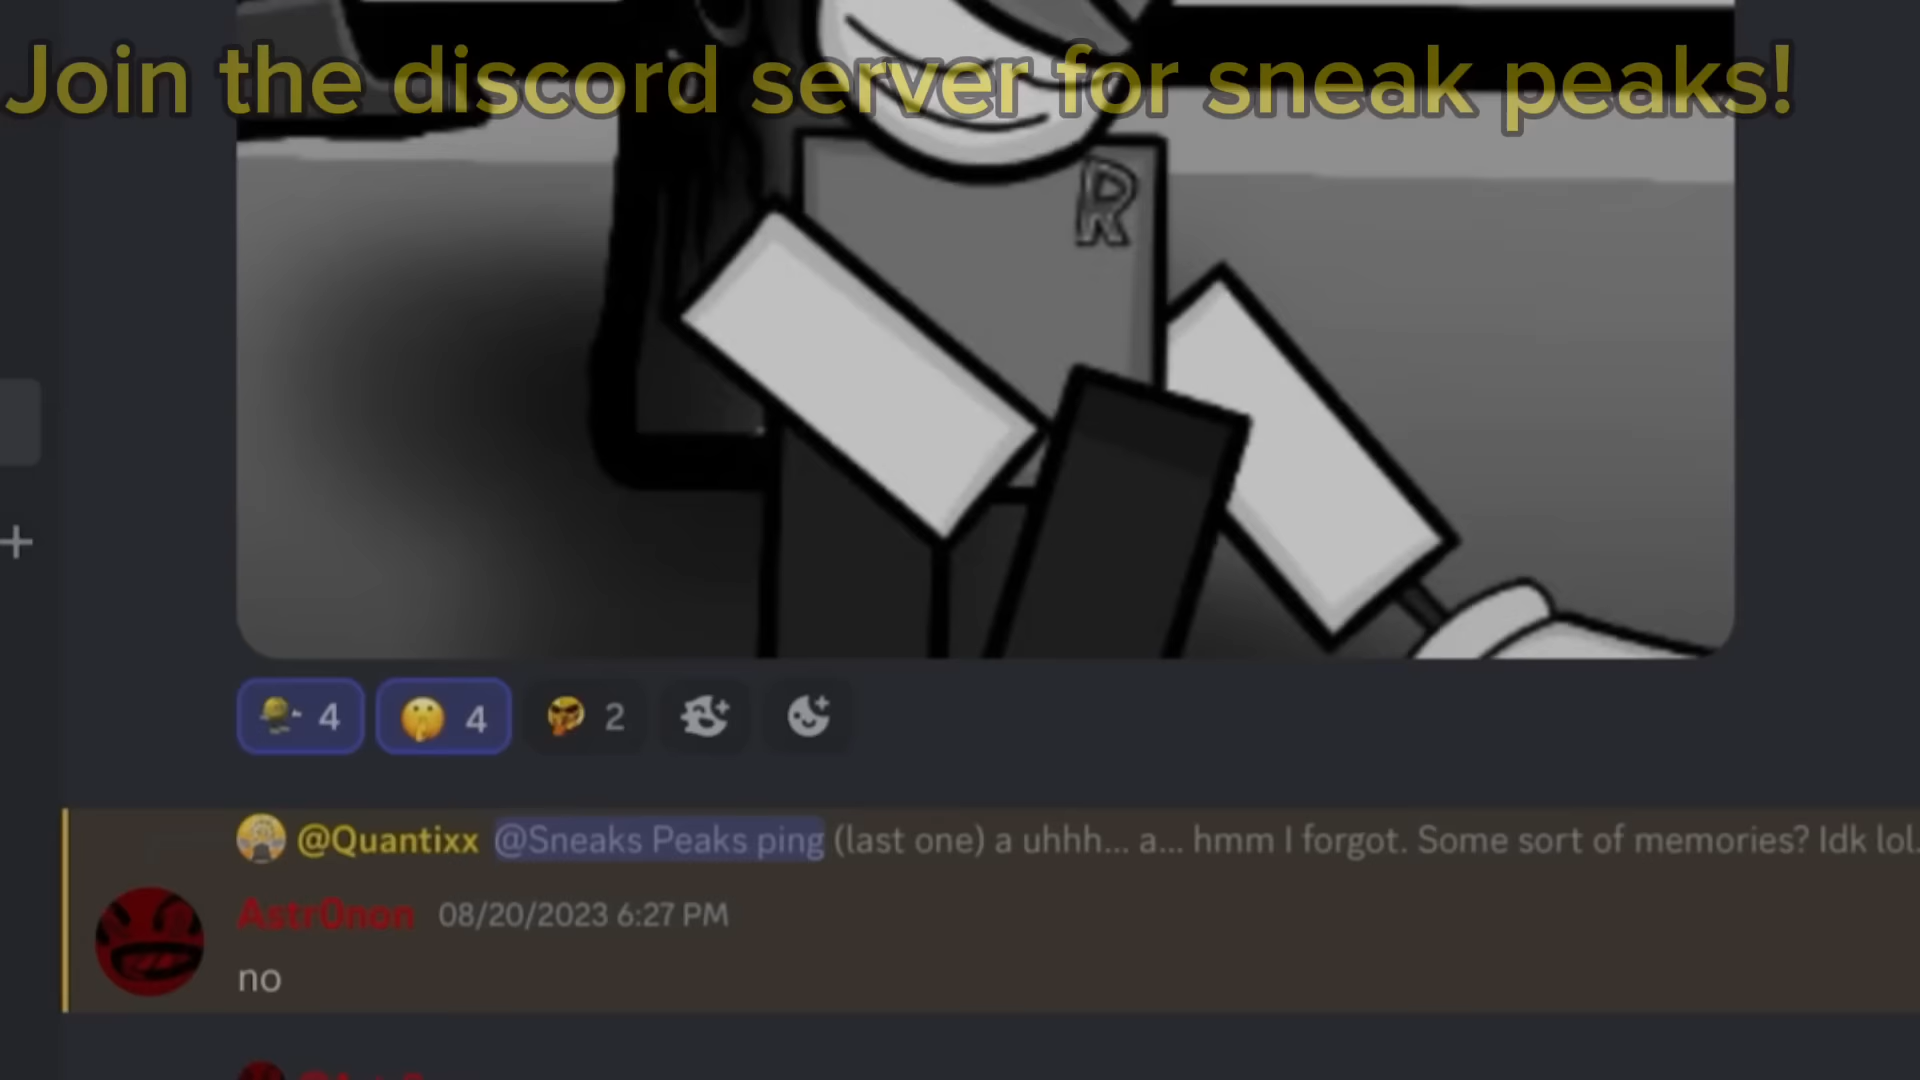 Join the discord server for sneak peaks!
R
4 4 2
@Quantixx @Sneaks Peaks ping (last one) a uhhh... a... hmm I forgot. Some sort of memories? Idk lol.
Astr0non 08/20/2023 6:27 PM
no